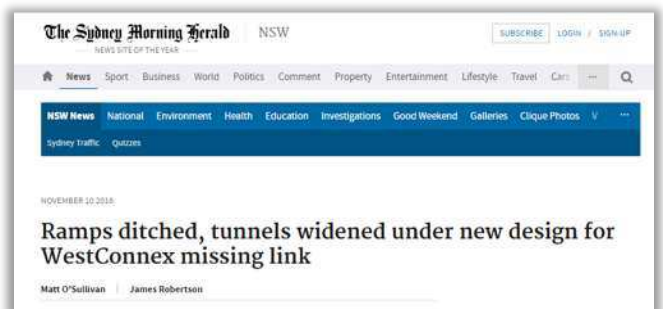 The Sydney Morning Herald NSW SUBSCRIBE LOGIN / SIGN-UP
NEWS SITE OF THE YEAR
News Sport Business World Politics Comment Property Entertainment Lifestyle Travel Cars ...
NSW News National Environment Health Education Investigations Good Weekend Galleries Clique Photos V ...
Sydney Traffic Quizzes
NOVEMBER 10 2016
Ramps ditched, tunnels widened under new design for
WestConnex missing link
Matt O'Sullivan | James Robertson